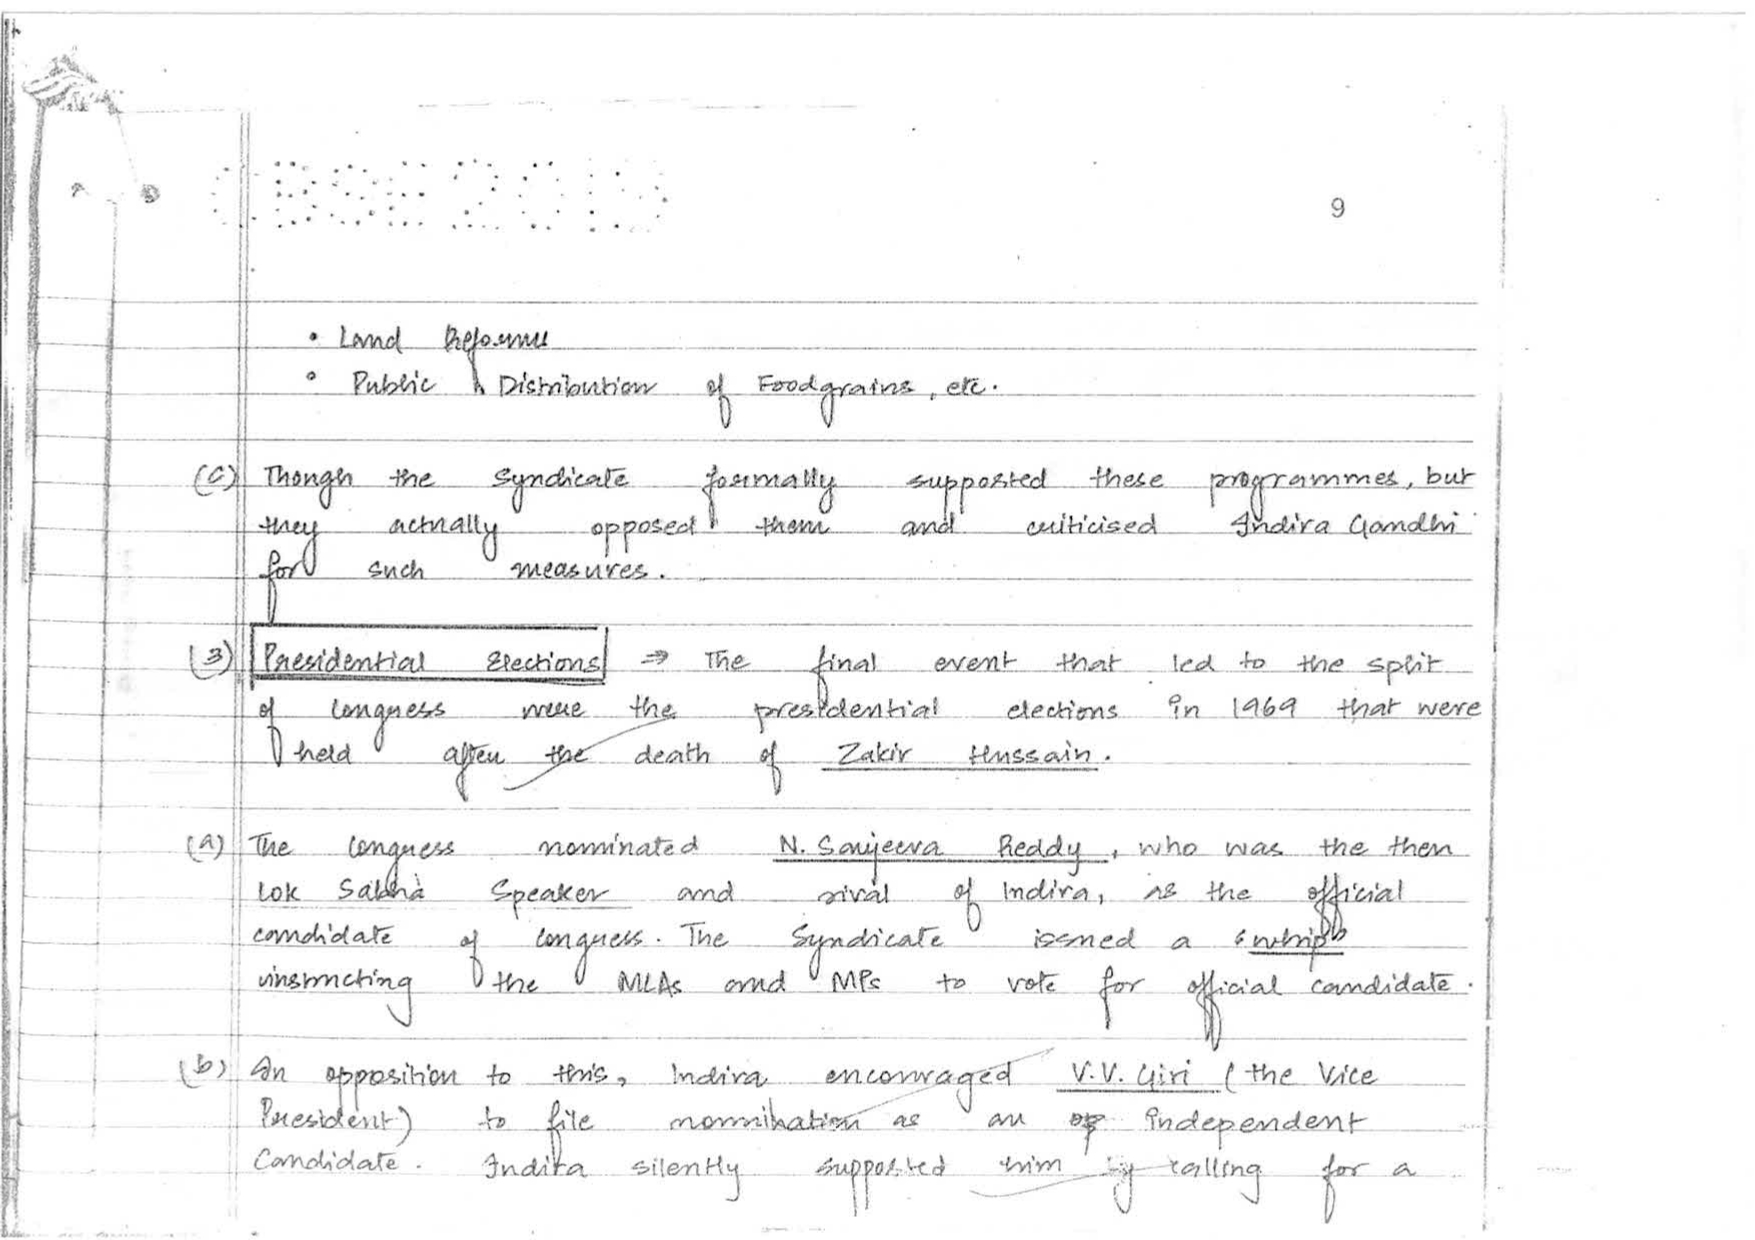 CBSE 2019
9
• Land Reforms
• Public Distribution of Foodgrains, etc.
(c) Though the Syndicate formally supported these programmes, but
they actually opposed them and criticised Indira Gandhi
for such measures.
(3) Presidential Elections → The final event that led to the split
of Congress were the presidential elections in 1969 that were
held after the death of Zakir Hussain.
(a) The Congress nominated N. Sanjeeva Reddy, who was the then
Lok Sabha Speaker and rival of Indira, as the official
candidate of Congress. The Syndicate issued a 'whip'
instructing the MLAs and MPs to vote for official candidate.
(b) In opposition to this, Indira encouraged V.V. Giri (the Vice
President) to file nomination as an independent
Candidate. Indira silently supported him by calling for a